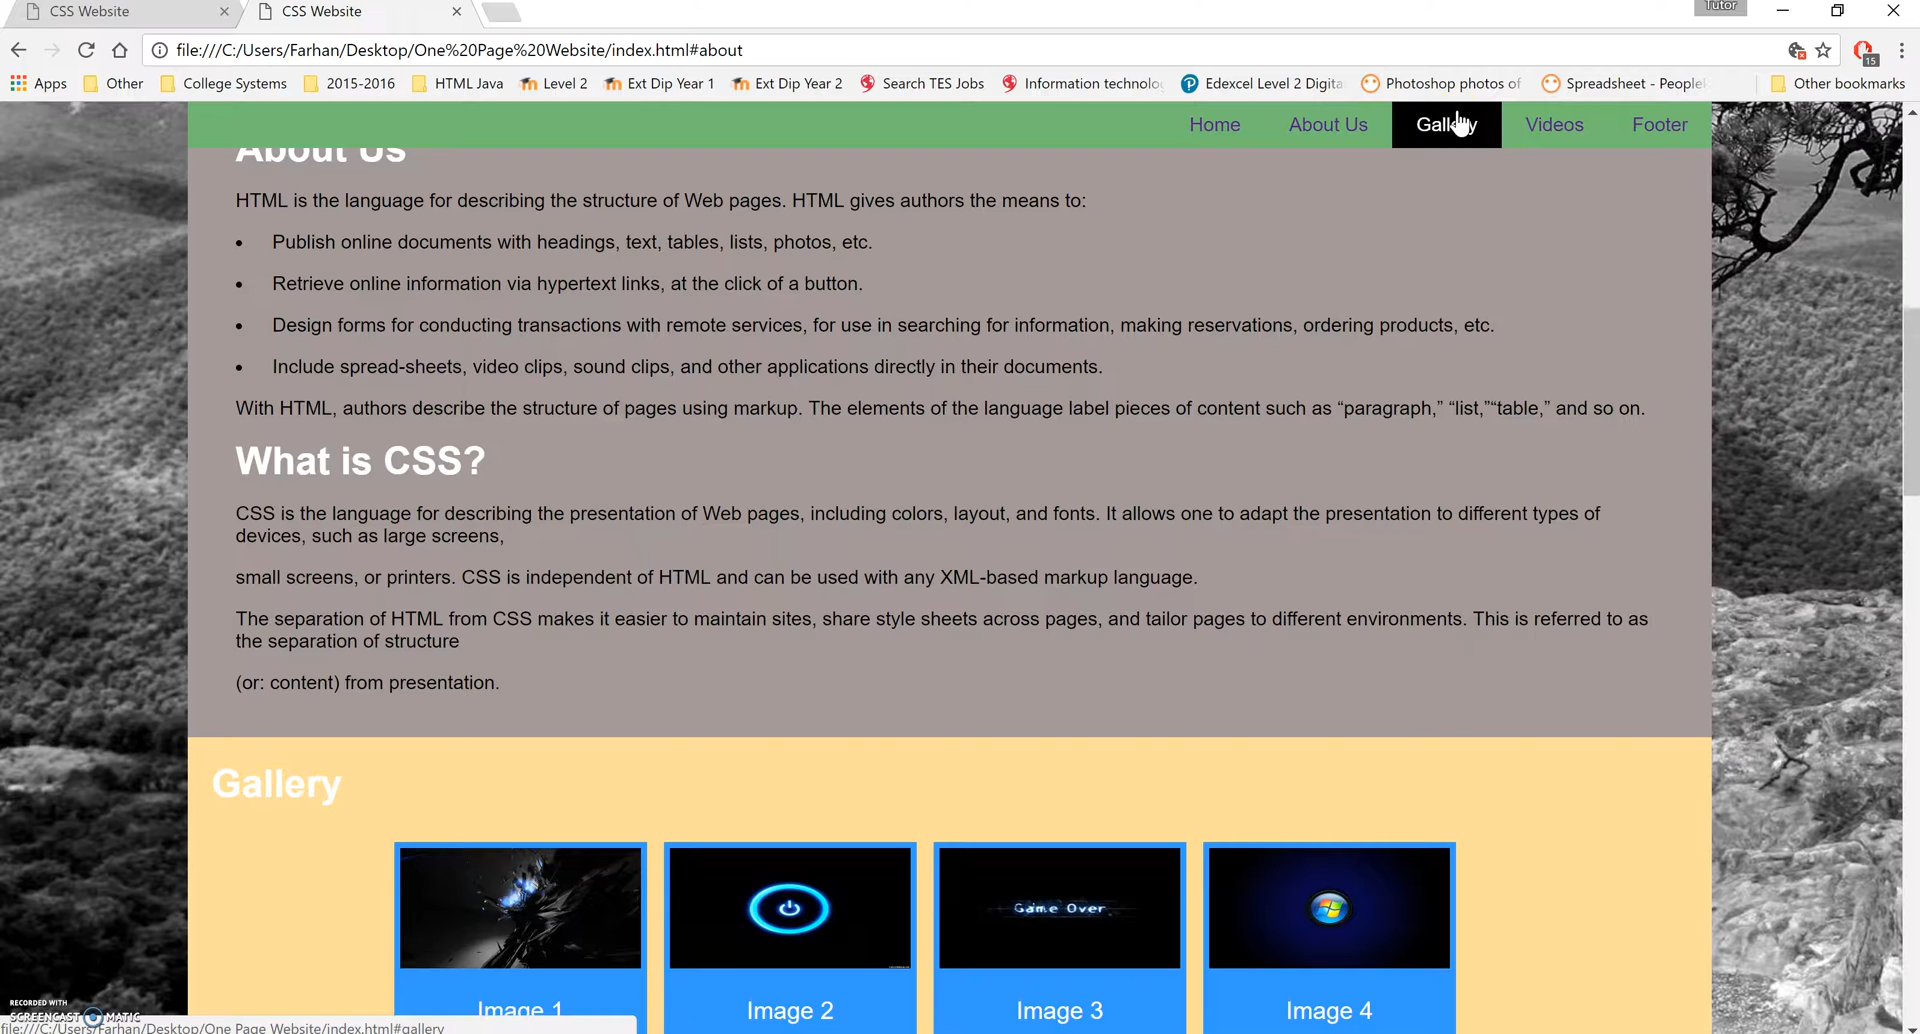 CSS Website
CSS Website
Tutor
file:///C:/Users/Farhan/Desktop/One%20Page%20Website/index.html#about
15
Apps Other College Systems 2015-2016 HTML Java Level 2 Ext Dip Year 1 Ext Dip Year 2 Search TES Jobs Information technolo Edexcel Level 2 Digita Photoshop photos of Spreadsheet - People Other bookmarks
Home About Us Gallery Videos Footer
About Us
HTML is the language for describing the structure of Web pages. HTML gives authors the means to:
• Publish online documents with headings, text, tables, lists, photos, etc.
• Retrieve online information via hypertext links, at the click of a button.
• Design forms for conducting transactions with remote services, for use in searching for information, making reservations, ordering products, etc.
• Include spread-sheets, video clips, sound clips, and other applications directly in their documents.
With HTML, authors describe the structure of pages using markup. The elements of the language label pieces of content such as “paragraph,” “list,”“table,” and so on.
What is CSS?
CSS is the language for describing the presentation of Web pages, including colors, layout, and fonts. It allows one to adapt the presentation to different types of
devices, such as large screens,
small screens, or printers. CSS is independent of HTML and can be used with any XML-based markup language.
The separation of HTML from CSS makes it easier to maintain sites, share style sheets across pages, and tailor pages to different environments. This is referred to as
the separation of structure
(or: content) from presentation.
Gallery
Game Over
Image 1 Image 2 Image 3 Image 4
RECORDED WITH
SCREENCAST MATIC
file:///C:/Users/Farhan/Desktop/One Page Website/index.html#gallery